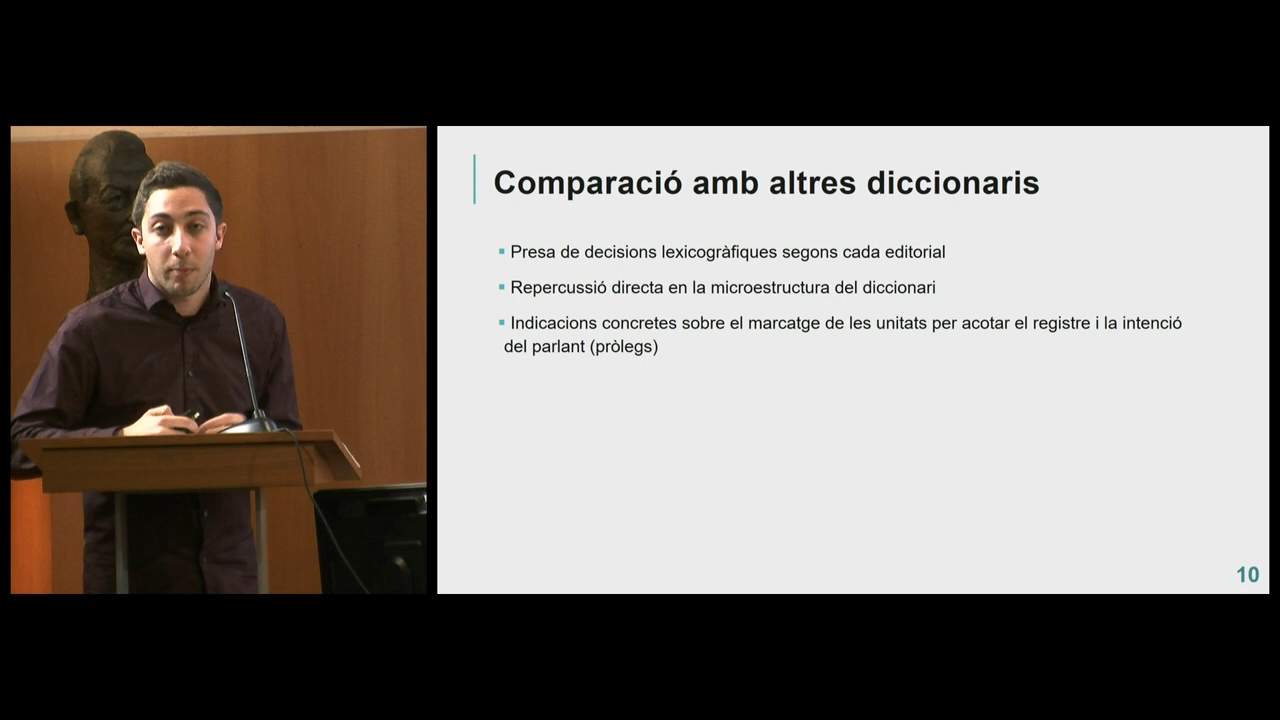 Comparació amb altres diccionaris
▪ Presa de decisions lexicogràfiques segons cada editorial
▪ Repercussió directa en la microestructura del diccionari
▪ Indicacions concretes sobre el marcatge de les unitats per acotar el registre i la intenció
del parlant (pròlegs)
10